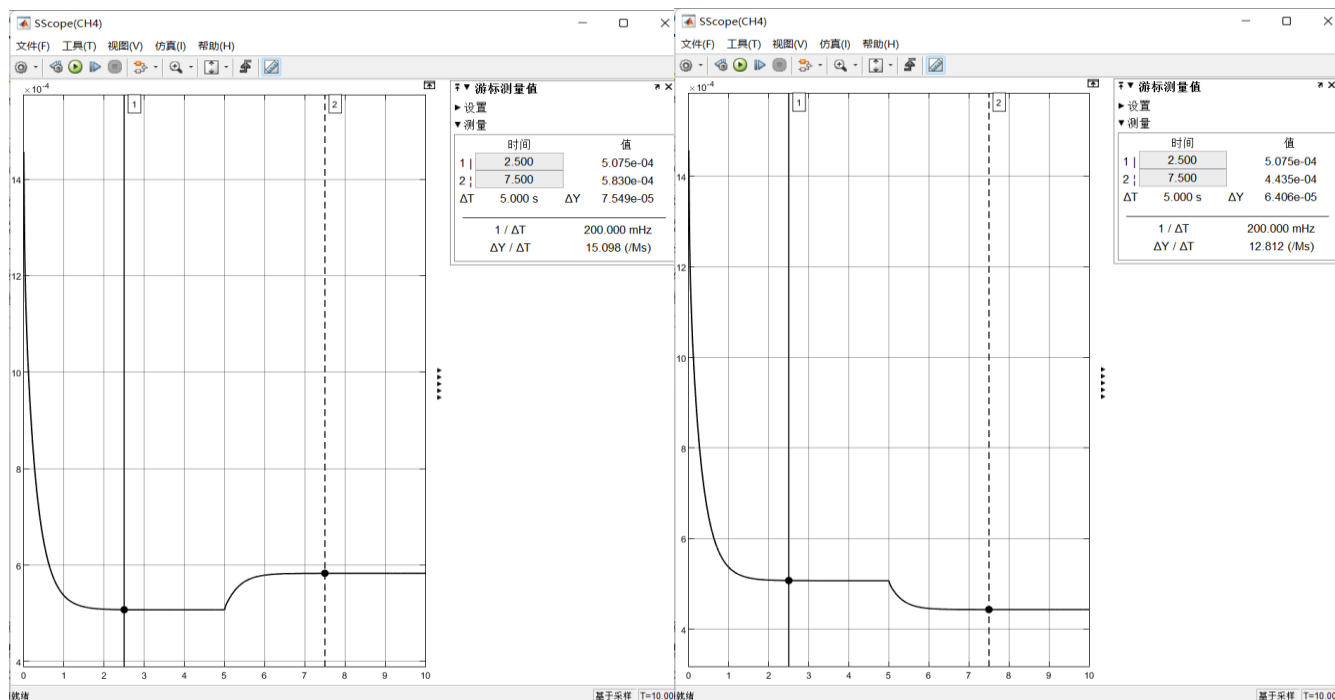 SScope(CH4)
文件(F) 工具(T) 视图(V) 仿真(I) 帮助(H)
×10⁻⁴
14
12
10
8
6
4
0 1 2 3 4 5 6 7 8 9 10
1
2
游标测量值
设置
测量
时间 值
1 2.500 5.075e-04
2 7.500 5.830e-04
ΔT 5.000 s ΔY 7.549e-05
1 / ΔT 200.000 mHz
ΔY / ΔT 15.098 (/Ms)
就绪 基于采样 T=10.00
SScope(CH4)
文件(F) 工具(T) 视图(V) 仿真(I) 帮助(H)
×10⁻⁴
14
12
10
8
6
4
0 1 2 3 4 5 6 7 8 9 10
1
2
游标测量值
设置
测量
时间 值
1 2.500 5.075e-04
2 7.500 4.435e-04
ΔT 5.000 s ΔY 6.406e-05
1 / ΔT 200.000 mHz
ΔY / ΔT 12.812 (/Ms)
就绪 基于采样 T=10.00